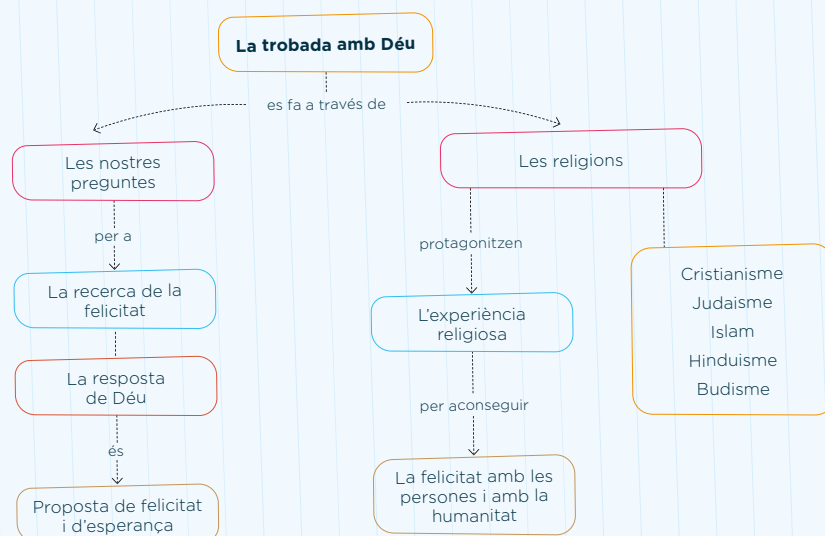 La trobada amb Déu
es fa a través de
Les nostres
preguntes
per a
La recerca de la
felicitat
La resposta
de Déu
és
Proposta de felicitat
i d'esperança
Les religions
protagonitzen
L'experiència
religiosa
per aconseguir
La felicitat amb les
persones i amb la
humanitat
Cristianisme
Judaisme
Islam
Hinduisme
Budisme